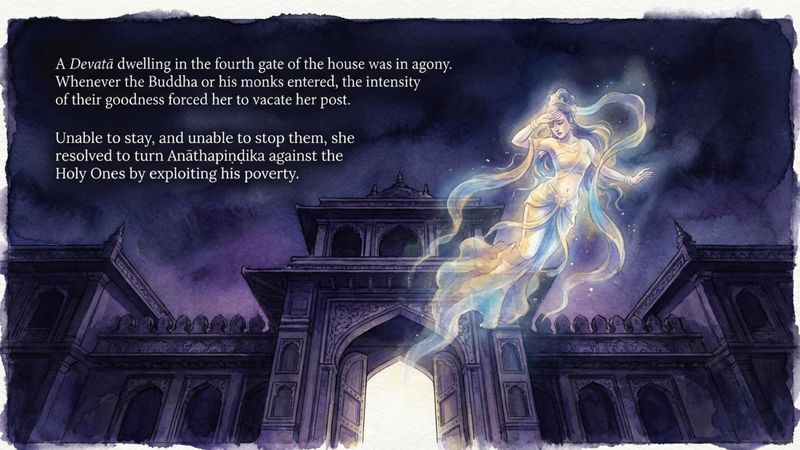 A Devatā dwelling in the fourth gate of the house was in agony.
Whenever the Buddha or his monks entered, the intensity
of their goodness forced her to vacate her post.
Unable to stay, and unable to stop them, she
resolved to turn Anāthapiṇḍika against the
Holy Ones by exploiting his poverty.